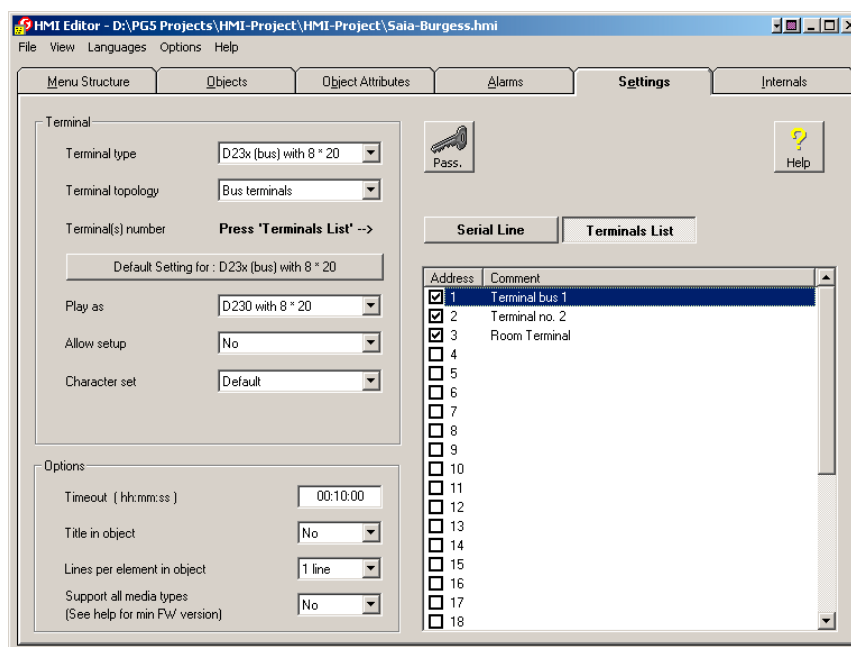 HMI Editor - D:\PG5 Projects\HMI-Project\HMI-Project\Saia-Burgess.hmi
File View Languages Options Help
Menu Structure Objects Object Attributes Alarms Settings Internals
Terminal
Terminal type D23x (bus) with 8 * 20
Terminal topology Bus terminals
Terminal(s) number Press 'Terminals List' -->
Default Setting for : D23x (bus) with 8 * 20
Play as D230 with 8 * 20
Allow setup No
Character set Default
Options
Timeout ( hh:mm:ss ) 00:10:00
Title in object No
Lines per element in object 1 line
Support all media types
(See help for min FW version) No
Pass.
? Help
Serial Line Terminals List
Address Comment
1 Terminal bus 1
2 Terminal no. 2
3 Room Terminal
4
5
6
7
8
9
10
11
12
13
14
15
16
17
18